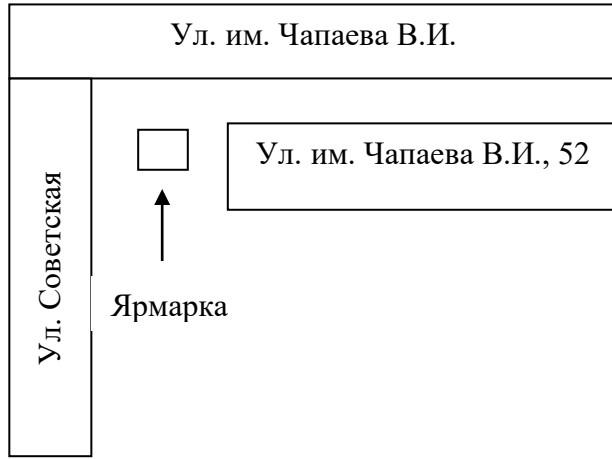 Ул. им. Чапаева В.И.
Ул. им. Чапаева В.И., 52
Ул. Советская
Ярмарка